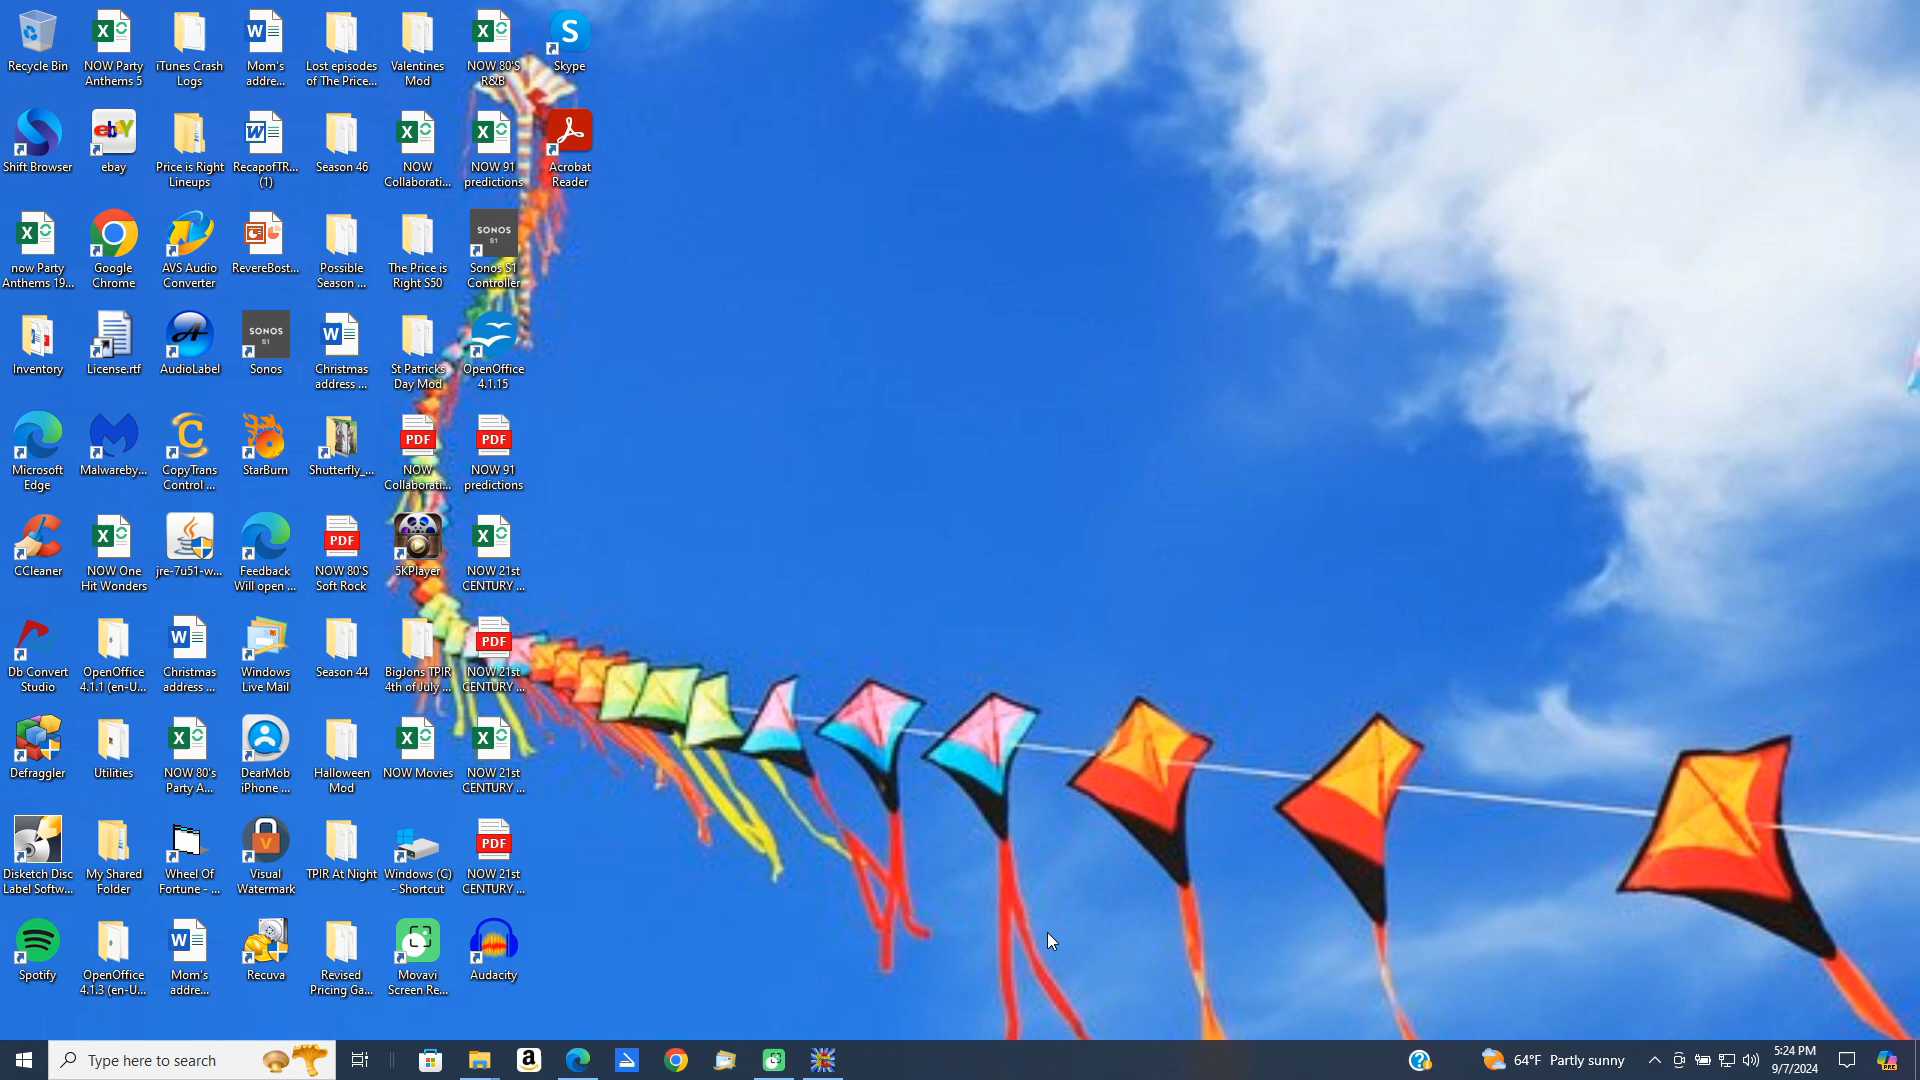 Recycle Bin
NOW Party
Anthems 5
iTunes Crash
Logs
Mom's
addre...
Lost episodes
of The Price...
Valentines
Mod
NOW 80'S
R&B
Skype
Shift Browser
ebay
Price is Right
Lineups
RecapofTR...
(1)
Season 46
NOW
Collaborati...
NOW 91
predictions
Acrobat
Reader
now Party
Anthems 19...
Google
Chrome
AVS Audio
Converter
RevereBost...
Possible
Season ...
The Price is
Right S50
SONOS
S1
Sonos S1
Controller
Inventory
License.rtf
AudioLabel
SONOS
S1
Sonos
Christmas
address ...
St Patricks
Day Mod
OpenOffice
4.1.15
Microsoft
Edge
Malwareby...
CopyTrans
Control ...
StarBurn
Shutterfly_...
PDF
NOW
Collaborati...
PDF
NOW 91
predictions
CCleaner
NOW One
Hit Wonders
jre-7u51-w...
Feedback
Will open ...
PDF
NOW 80'S
Soft Rock
5KPlayer
NOW 21st
CENTURY ...
Db Convert
Studio
OpenOffice
4.1.1 (en-U...
Christmas
address ...
Windows
Live Mail
Season 44
BigJons TPIR
4th of July ...
PDF
NOW 21st
CENTURY ...
Defraggler
Utilities
NOW 80's
Party A...
DearMob
iPhone ...
Halloween
Mod
NOW Movies
NOW 21st
CENTURY ...
Disketch Disc
Label Softw...
My Shared
Folder
Wheel Of
Fortune - ...
Visual
Watermark
TPIR At Night
Windows (C)
- Shortcut
PDF
NOW 21st
CENTURY ...
Spotify
OpenOffice
4.1.3 (en-U...
Mom's
addre...
Recuva
Revised
Pricing Ga...
Movavi
Screen Re...
Audacity
Type here to search
64°F Partly sunny
5:24 PM
9/7/2024